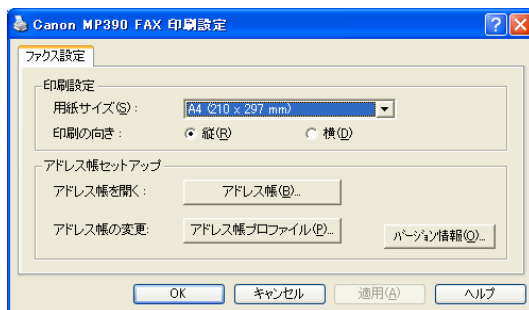 Canon MP390 FAX 印刷設定
ファクス設定
印刷設定
用紙サイズ(S): A4 (210 x 297 mm)
印刷の向き: 縦(R) 横(D)
アドレス帳セットアップ
アドレス帳を開く: アドレス帳(B)...
アドレス帳の変更: アドレス帳プロファイル(P)... バージョン情報(O)...
OK キャンセル 適用(A) ヘルプ